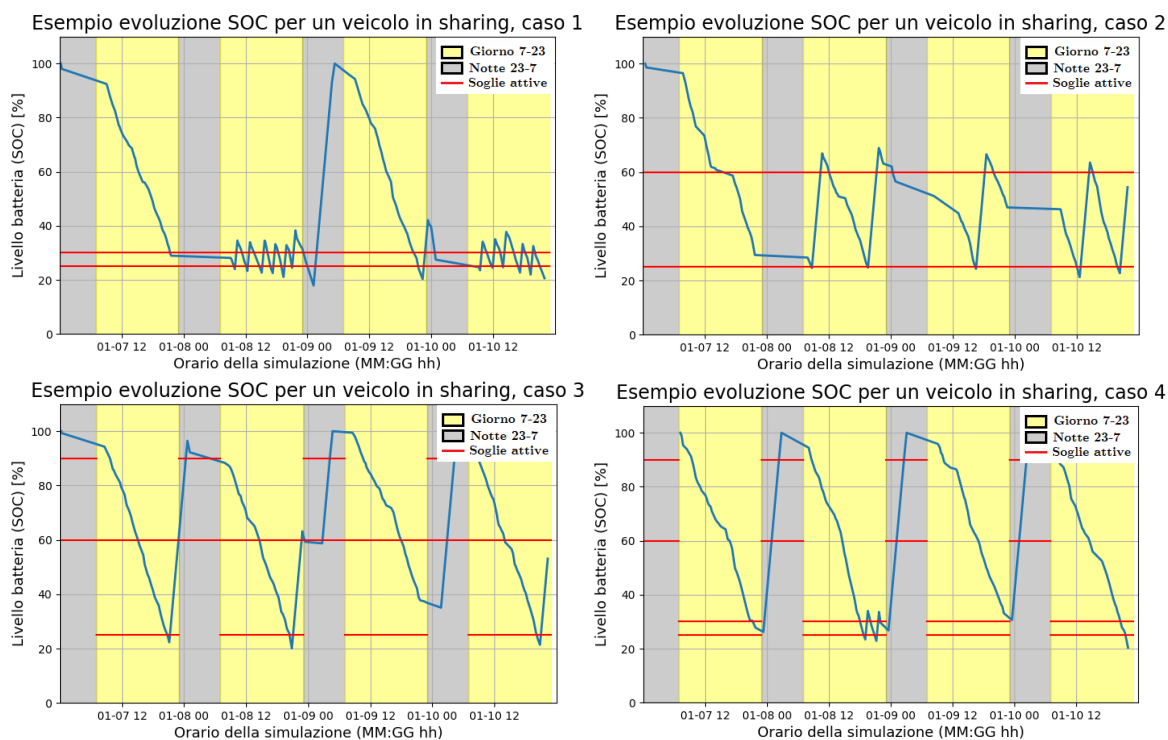 Esempio evoluzione SOC per un veicolo in sharing, caso 1
Giorno 7-23
Notte 23-7
Soglie attive
Livello batteria (SOC) [%]
100
80
60
40
20
0
01-07 12 01-08 00 01-08 12 01-09 00 01-09 12 01-10 00 01-10 12
Orario della simulazione (MM:GG hh)
Esempio evoluzione SOC per un veicolo in sharing, caso 2
Giorno 7-23
Notte 23-7
Soglie attive
Livello batteria (SOC) [%]
100
80
60
40
20
0
01-07 12 01-08 00 01-08 12 01-09 00 01-09 12 01-10 00 01-10 12
Orario della simulazione (MM:GG hh)
Esempio evoluzione SOC per un veicolo in sharing, caso 3
Giorno 7-23
Notte 23-7
Soglie attive
Livello batteria (SOC) [%]
100
80
60
40
20
0
01-07 12 01-08 00 01-08 12 01-09 00 01-09 12 01-10 00 01-10 12
Orario della simulazione (MM:GG hh)
Esempio evoluzione SOC per un veicolo in sharing, caso 4
Giorno 7-23
Notte 23-7
Soglie attive
Livello batteria (SOC) [%]
100
80
60
40
20
0
01-07 12 01-08 00 01-08 12 01-09 00 01-09 12 01-10 00 01-10 12
Orario della simulazione (MM:GG hh)